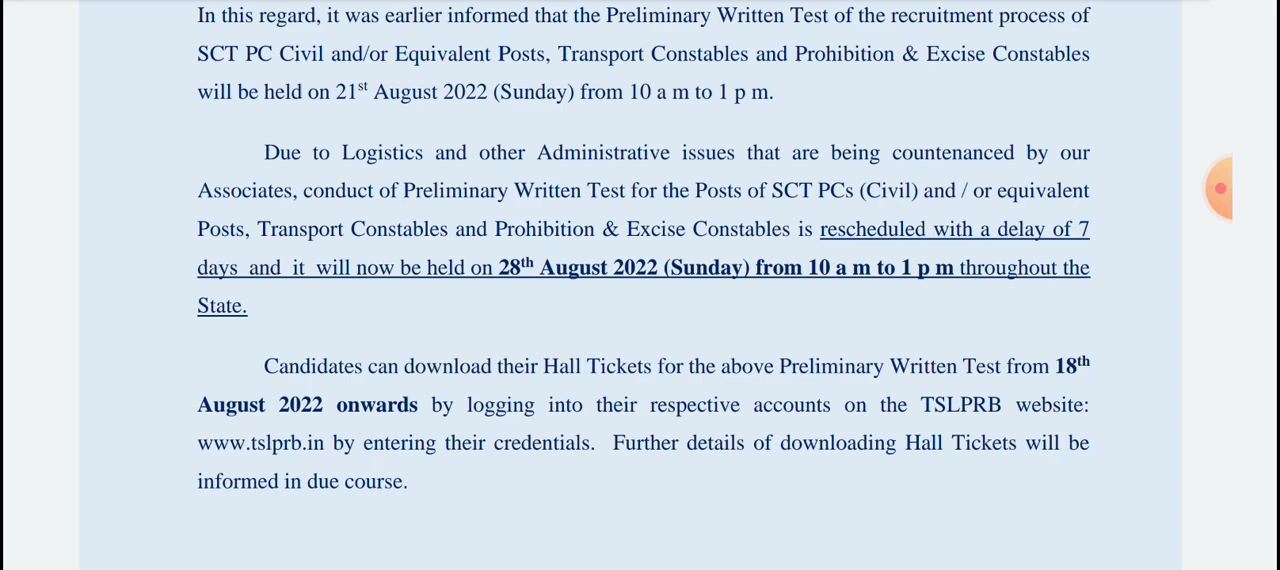 In this regard, it was earlier informed that the Preliminary Written Test of the recruitment process of
SCT PC Civil and/or Equivalent Posts, Transport Constables and Prohibition & Excise Constables
will be held on 21st August 2022 (Sunday) from 10 a m to 1 p m.
Due to Logistics and other Administrative issues that are being countenanced by our
Associates, conduct of Preliminary Written Test for the Posts of SCT PCs (Civil) and / or equivalent
Posts, Transport Constables and Prohibition & Excise Constables is rescheduled with a delay of 7
days and it will now be held on 28th August 2022 (Sunday) from 10 a m to 1 p m throughout the
State.
Candidates can download their Hall Tickets for the above Preliminary Written Test from 18th
August 2022 onwards by logging into their respective accounts on the TSLPRB website:
www.tslprb.in by entering their credentials. Further details of downloading Hall Tickets will be
informed in due course.